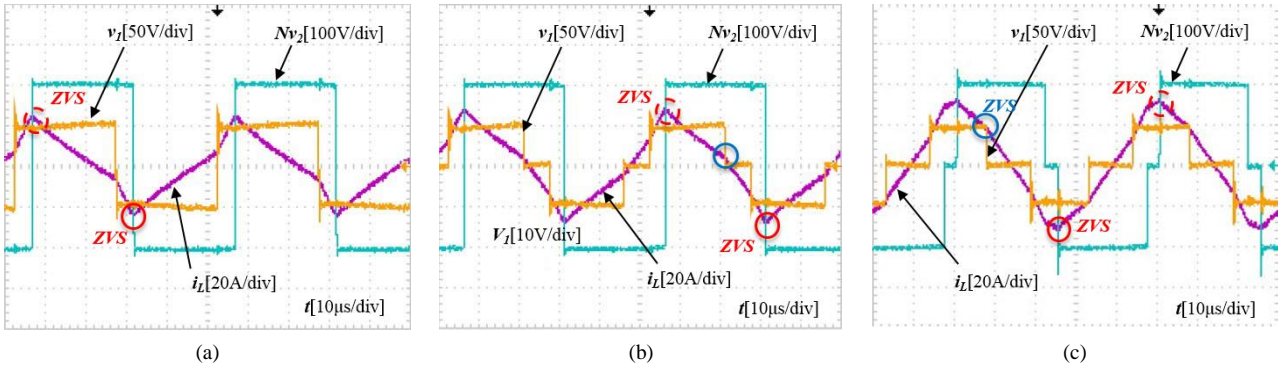 v1[50V/div]
Nv2[100V/div]
ZVS
ZVS
iL[20A/div]
t[10μs/div]
(a)
v1[50V/div]
Nv2[100V/div]
ZVS
V1[10V/div]
ZVS
iL[20A/div]
t[10μs/div]
(b)
v1[50V/div]
Nv2[100V/div]
ZVS
ZVS
ZVS
iL[20A/div]
t[10μs/div]
(c)